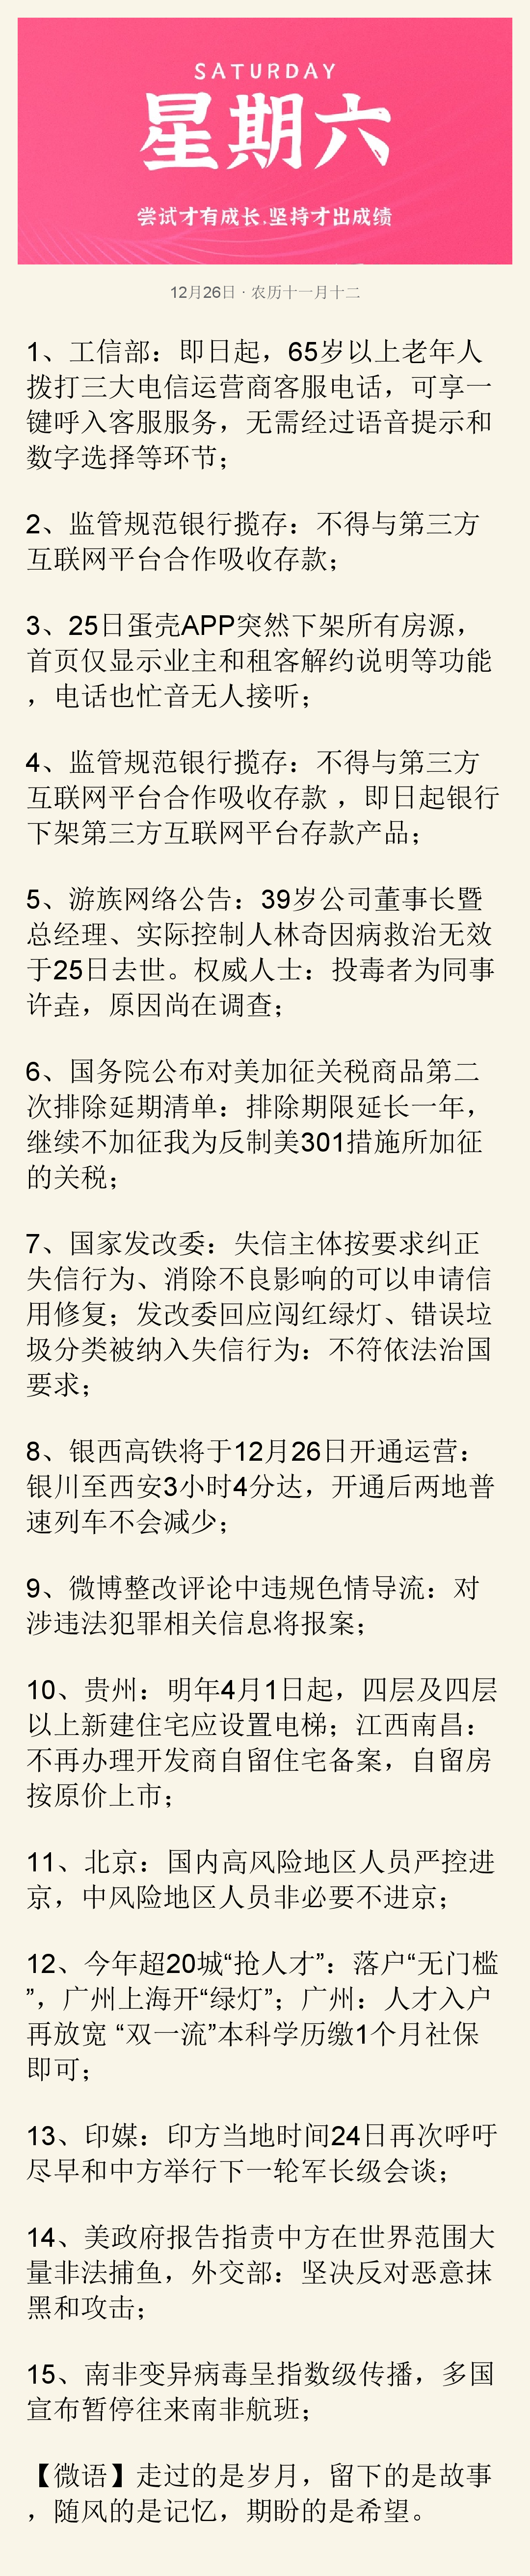 SATURDAY
星期六
尝试才有成长.坚持才出成绩
12月26日 · 农历十一月十二
1、工信部：即日起，65岁以上老年人
拨打三大电信运营商客服电话，可享一
键呼入客服服务，无需经过语音提示和
数字选择等环节；
2、监管规范银行揽存：不得与第三方
互联网平台合作吸收存款；
3、25日蛋壳APP突然下架所有房源，
首页仅显示业主和租客解约说明等功能
，电话也忙音无人接听；
4、监管规范银行揽存：不得与第三方
互联网平台合作吸收存款 ，即日起银行
下架第三方互联网平台存款产品；
5、游族网络公告：39岁公司董事长暨
总经理、实际控制人林奇因病救治无效
于25日去世。权威人士：投毒者为同事
许垚，原因尚在调查；
6、国务院公布对美加征关税商品第二
次排除延期清单：排除期限延长一年，
继续不加征我为反制美301措施所加征
的关税；
7、国家发改委：失信主体按要求纠正
失信行为、消除不良影响的可以申请信
用修复；发改委回应闯红绿灯、错误垃
圾分类被纳入失信行为：不符依法治国
要求；
8、银西高铁将于12月26日开通运营：
银川至西安3小时4分达，开通后两地普
速列车不会减少；
9、微博整改评论中违规色情导流：对
涉违法犯罪相关信息将报案；
10、贵州：明年4月1日起，四层及四层
以上新建住宅应设置电梯；江西南昌：
不再办理开发商自留住宅备案，自留房
按原价上市；
11、北京：国内高风险地区人员严控进
京，中风险地区人员非必要不进京；
12、今年超20城“抢人才”：落户“无门槛
”，广州上海开“绿灯”；广州：人才入户
再放宽 “双一流”本科学历缴1个月社保
即可；
13、印媒：印方当地时间24日再次呼吁
尽早和中方举行下一轮军长级会谈；
14、美政府报告指责中方在世界范围大
量非法捕鱼，外交部：坚决反对恶意抹
黑和攻击；
15、南非变异病毒呈指数级传播，多国
宣布暂停往来南非航班；
【微语】走过的是岁月，留下的是故事
，随风的是记忆，期盼的是希望。